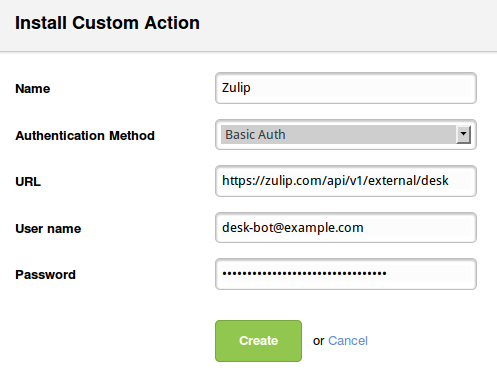 Install Custom Action
Name Zulip
Authentication Method Basic Auth
URL https://zulip.com/api/v1/external/desk
User name desk-bot@example.com
Password •••••••••••••••••••••••••••••••••
Create or Cancel